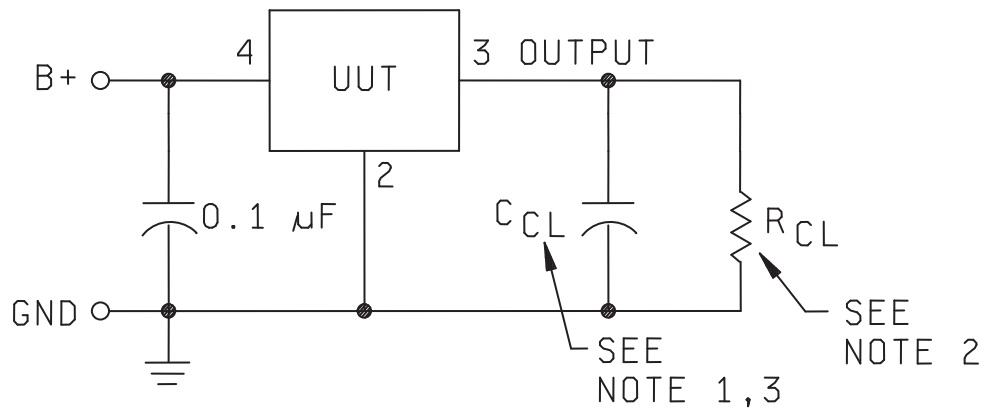 4
3 OUTPUT
B+
UUT
2
0.1 µF
C CL
R CL
GND
SEE
NOTE 2
SEE
NOTE 1,3